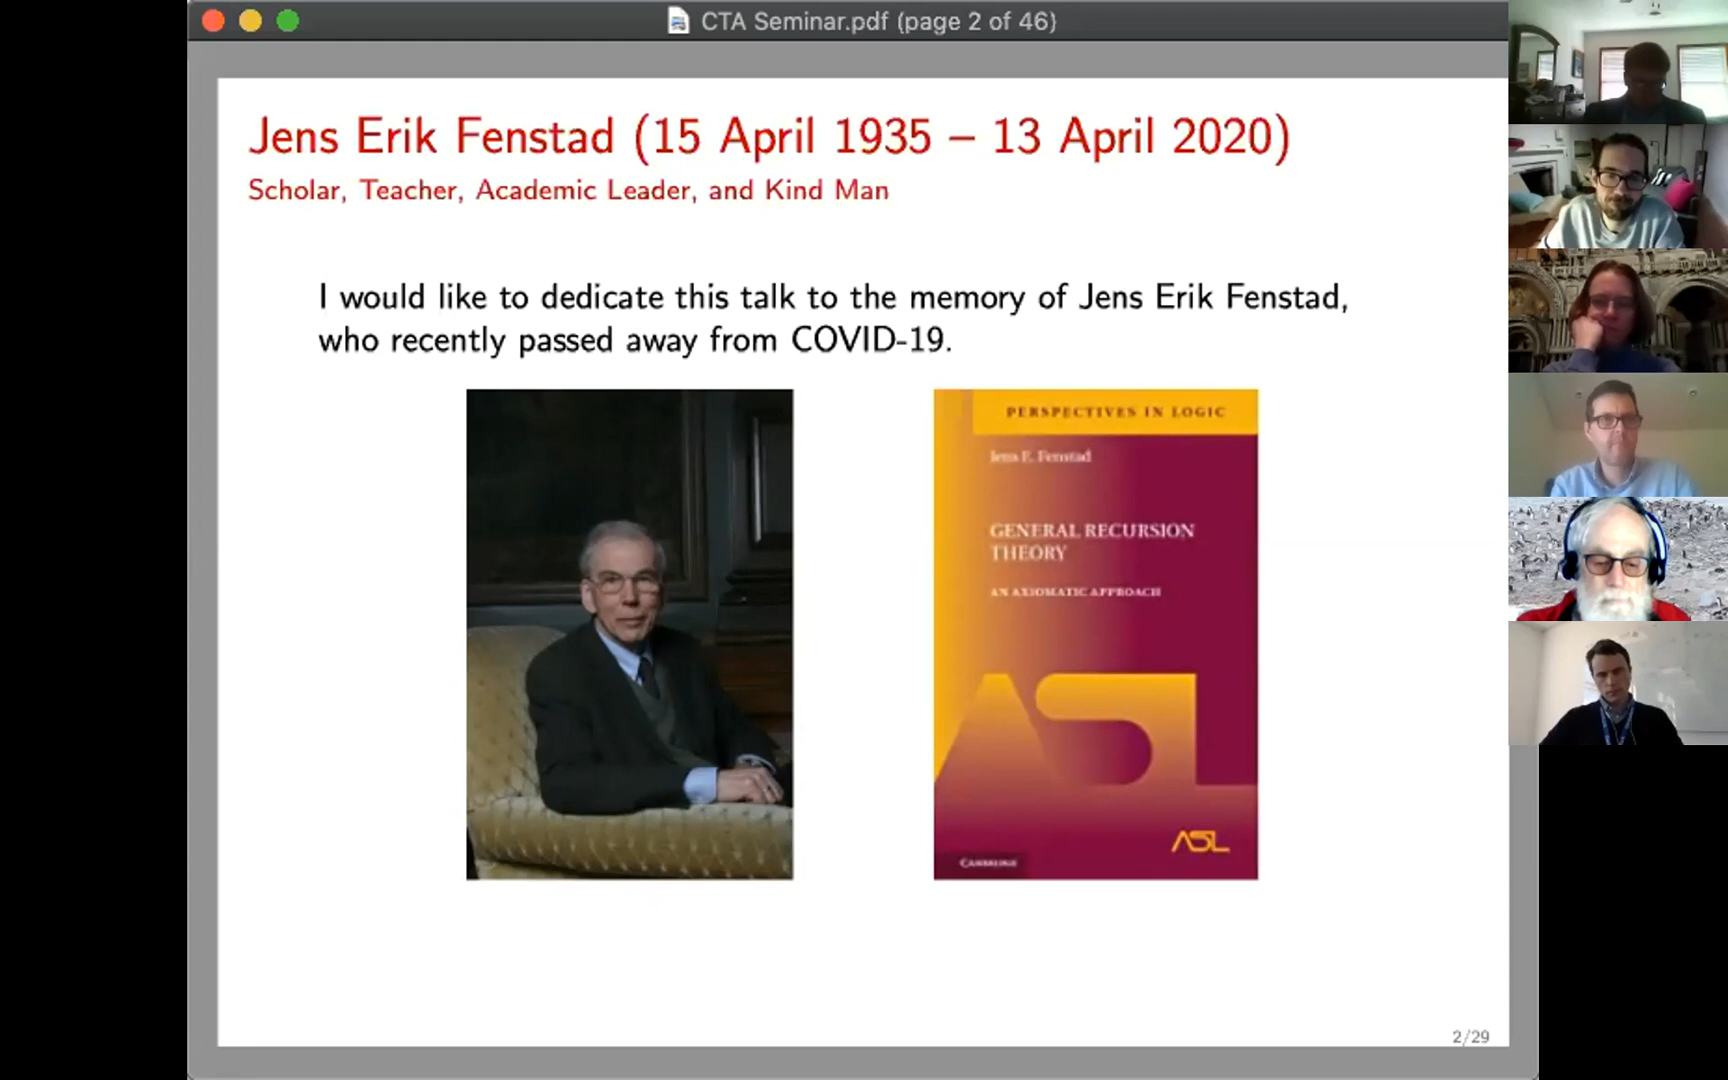 CTA Seminar.pdf (page 2 of 46)
Jens Erik Fenstad (15 April 1935 – 13 April 2020)
Scholar, Teacher, Academic Leader, and Kind Man
I would like to dedicate this talk to the memory of Jens Erik Fenstad,
who recently passed away from COVID-19.
PERSPECTIVES IN LOGIC
Jens E. Fenstad
GENERAL RECURSION
THEORY
AN AXIOMATIC APPROACH
ASL
ASL
CAMBRIDGE
2/29